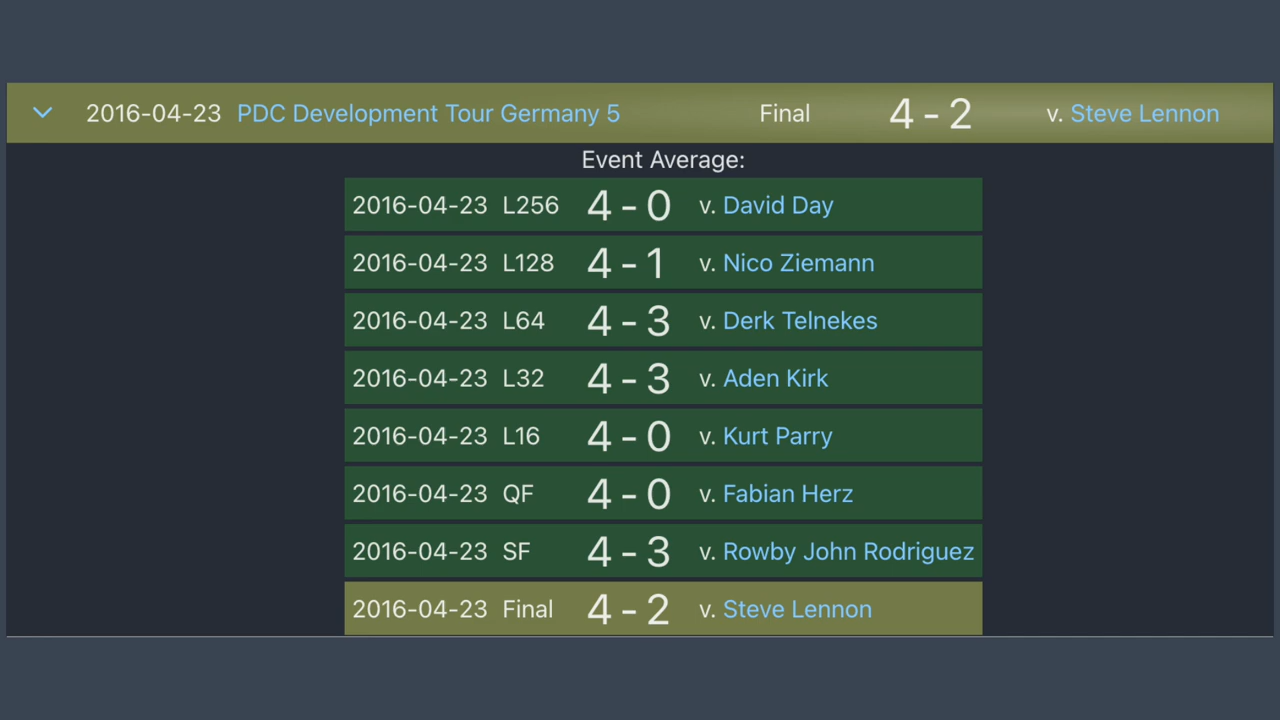 2016-04-23 PDC Development Tour Germany 5 Final 4 - 2 v. Steve Lennon
Event Average:
2016-04-23 L256 4 - 0 v. David Day
2016-04-23 L128 4 - 1 v. Nico Ziemann
2016-04-23 L64 4 - 3 v. Derk Telnekes
2016-04-23 L32 4 - 3 v. Aden Kirk
2016-04-23 L16 4 - 0 v. Kurt Parry
2016-04-23 QF 4 - 0 v. Fabian Herz
2016-04-23 SF 4 - 3 v. Rowby John Rodriguez
2016-04-23 Final 4 - 2 v. Steve Lennon